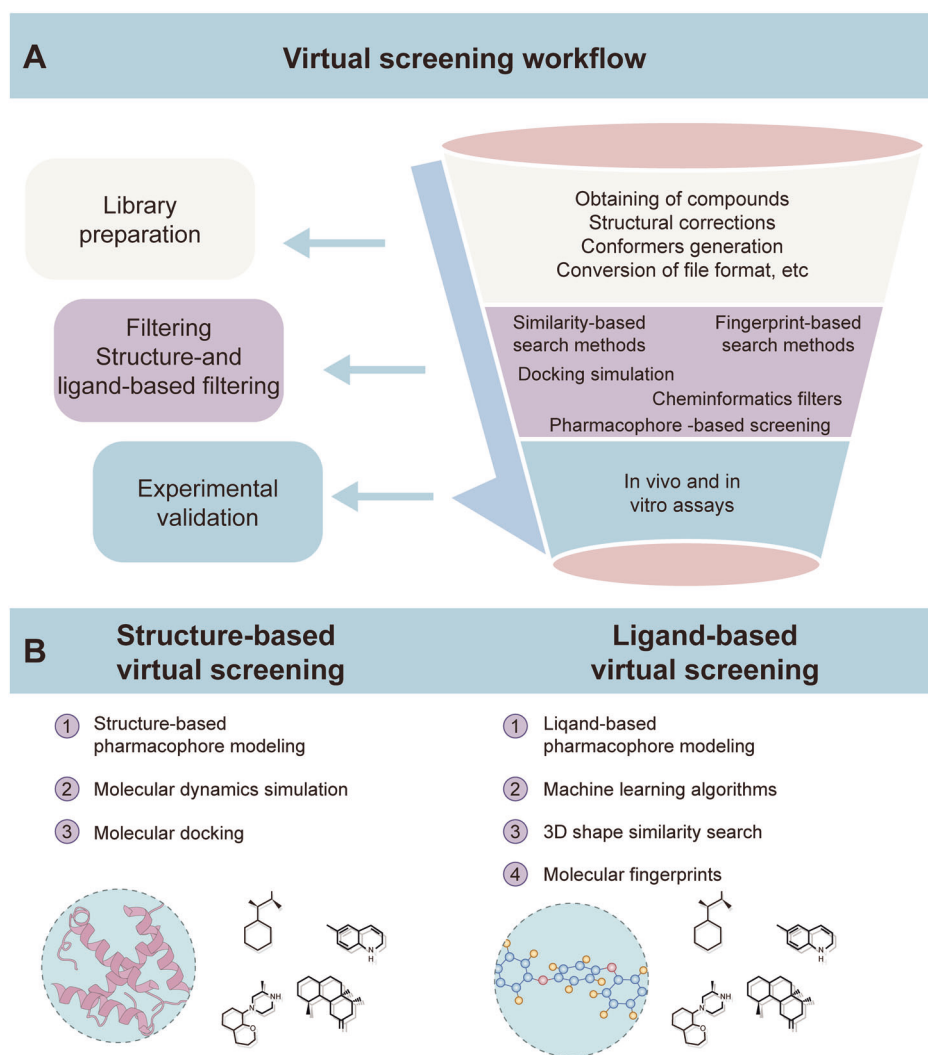 A
Virtual screening workflow
Library
preparation
Obtaining of compounds
Structural corrections
Conformers generation
Conversion of file format, etc
Filtering
Structure-and
ligand-based filtering
Similarity-based
search methods
Fingerprint-based
search methods
Docking simulation
Cheminformatics filters
Pharmacophore -based screening
Experimental
validation
In vivo and in
vitro assays
B
Structure-based
virtual screening
Ligand-based
virtual screening
1 Structure-based
pharmacophore modeling
2 Molecular dynamics simulation
3 Molecular docking
1 Liqand-based
pharmacophore modeling
2 Machine learning algorithms
3 3D shape similarity search
4 Molecular fingerprints
N
H
N
NH
O
N
H
N
NH
O